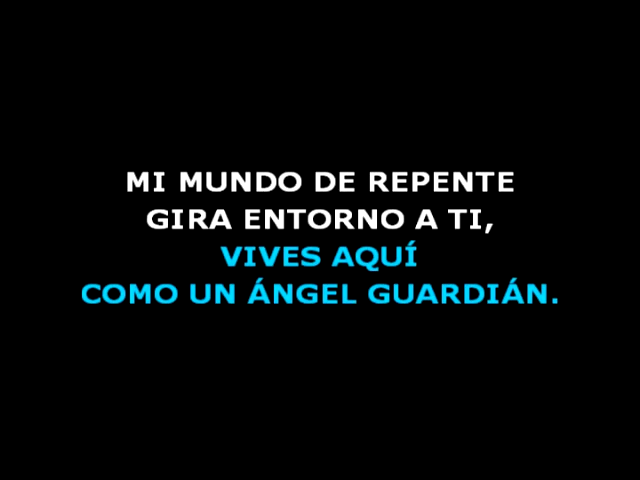 MI MUNDO DE REPENTE
GIRA ENTORNO A TI,
VIVES AQUÍ
COMO UN ÁNGEL GUARDIÁN.